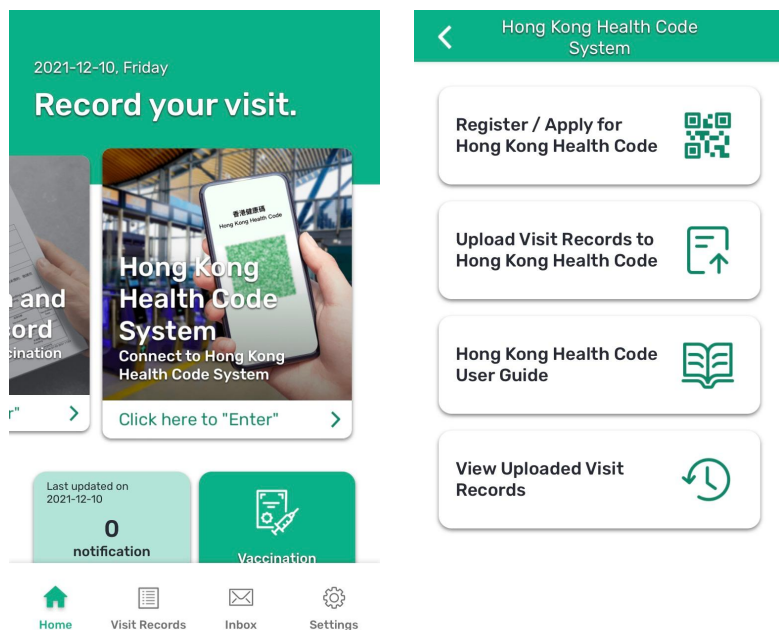 2021-12-10, Friday
Record your visit.
and
ord
cination
r"
香港健康碼
Hong Kong Health Code
Hong Kong
Health Code
System
Connect to Hong Kong
Health Code System
Click here to "Enter"
Last updated on
2021-12-10
0
notification
Vaccination
Home
Visit Records
Inbox
Settings
Hong Kong Health Code
System
Register / Apply for
Hong Kong Health Code
Upload Visit Records to
Hong Kong Health Code
Hong Kong Health Code
User Guide
View Uploaded Visit
Records